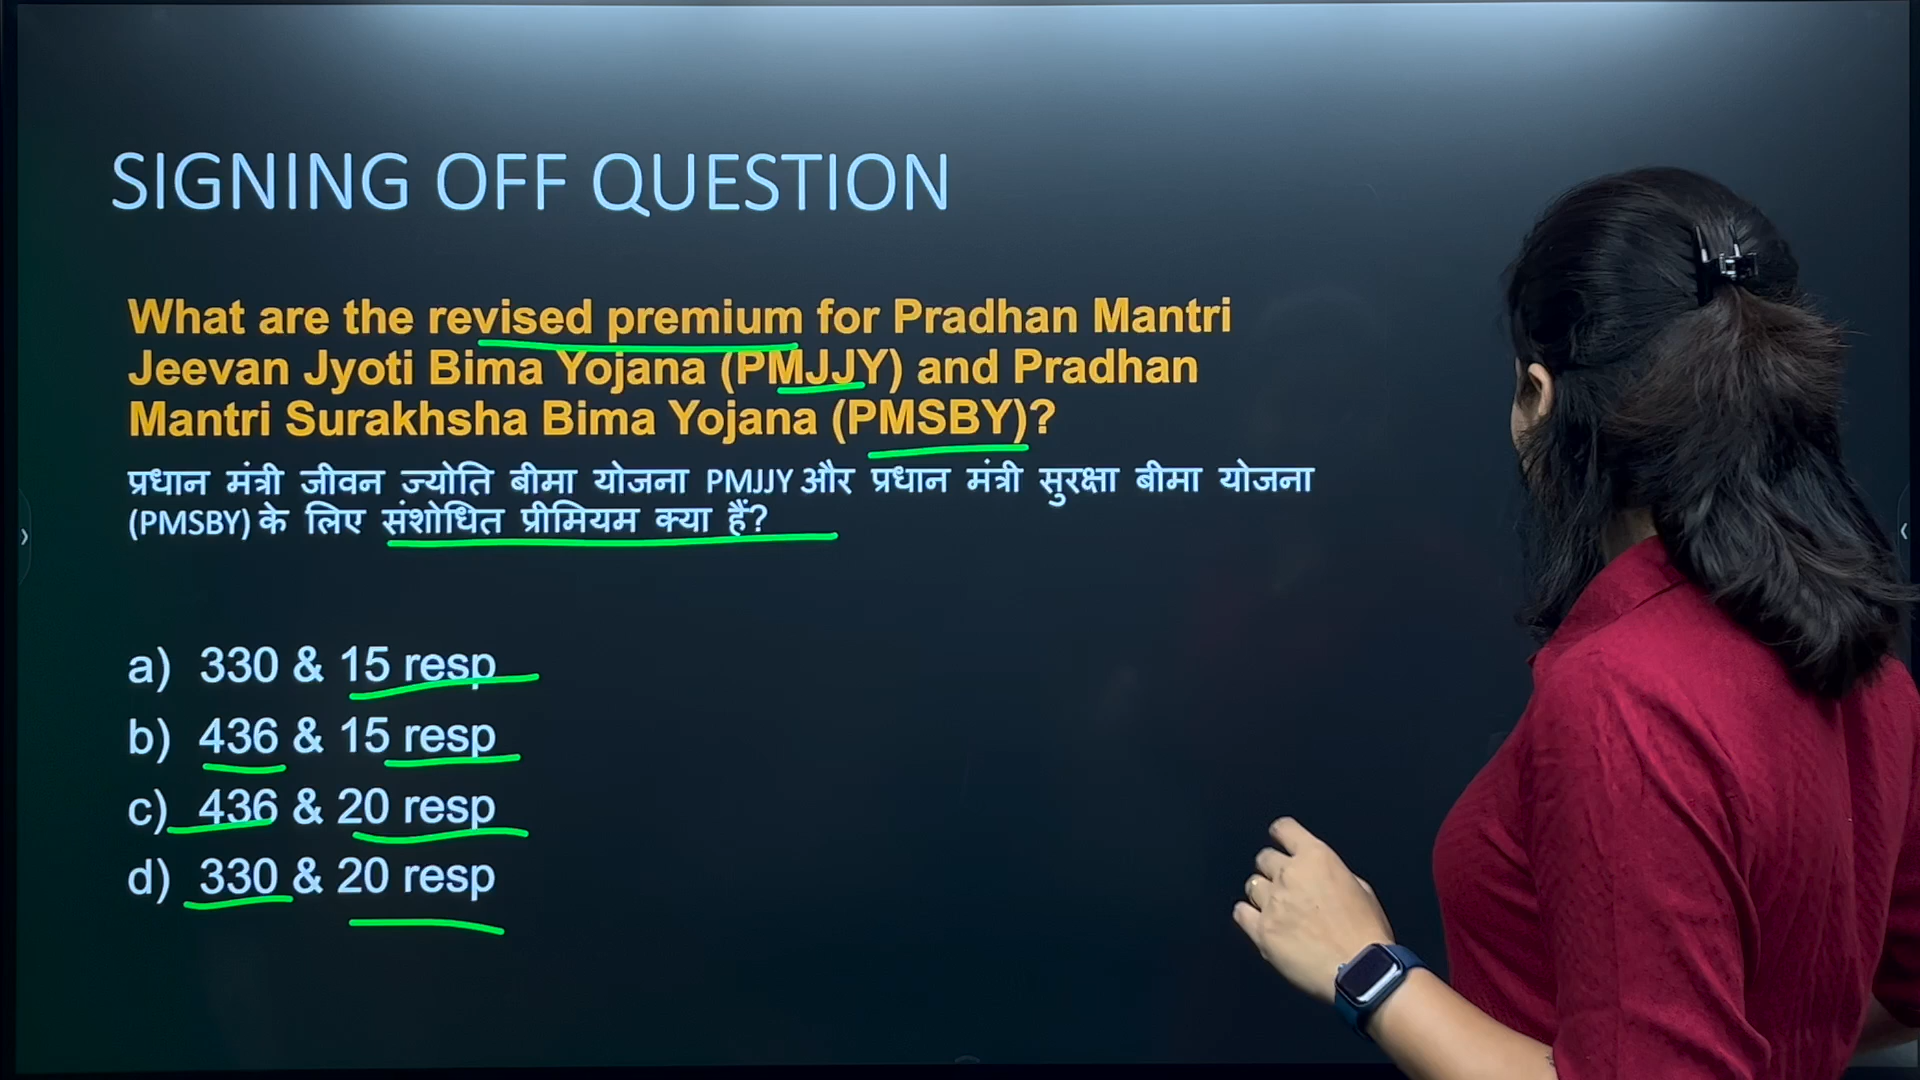 SIGNING OFF QUESTION
What are the revised premium for Pradhan Mantri
Jeevan Jyoti Bima Yojana (PMJJY) and Pradhan
Mantri Surakhsha Bima Yojana (PMSBY)?
प्रधान मंत्री जीवन ज्योति बीमा योजना PMJJY और प्रधान मंत्री सुरक्षा बीमा योजना
(PMSBY) के लिए संशोधित प्रीमियम क्या हैं?
a) 330 & 15 resp
b) 436 & 15 resp
c) 436 & 20 resp
d) 330 & 20 resp